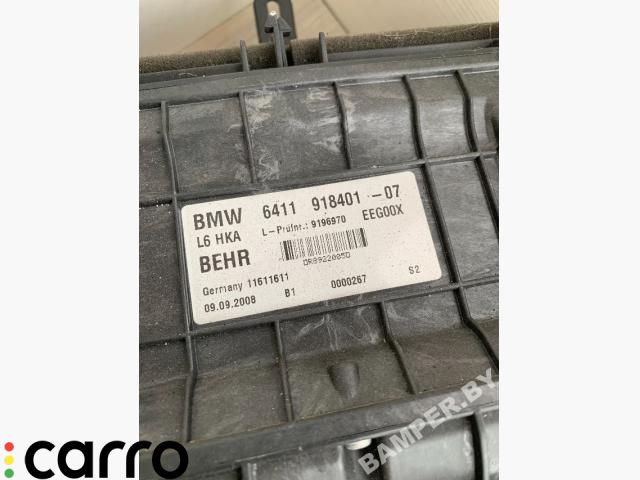 BMW 6411 918401-07
L6 HKA L-Prüfnr.: 9196970 EEG00X
BEHR
Germany 11611611
09.09.2008 B1 0000267 S2
carro
BAMPER.BY